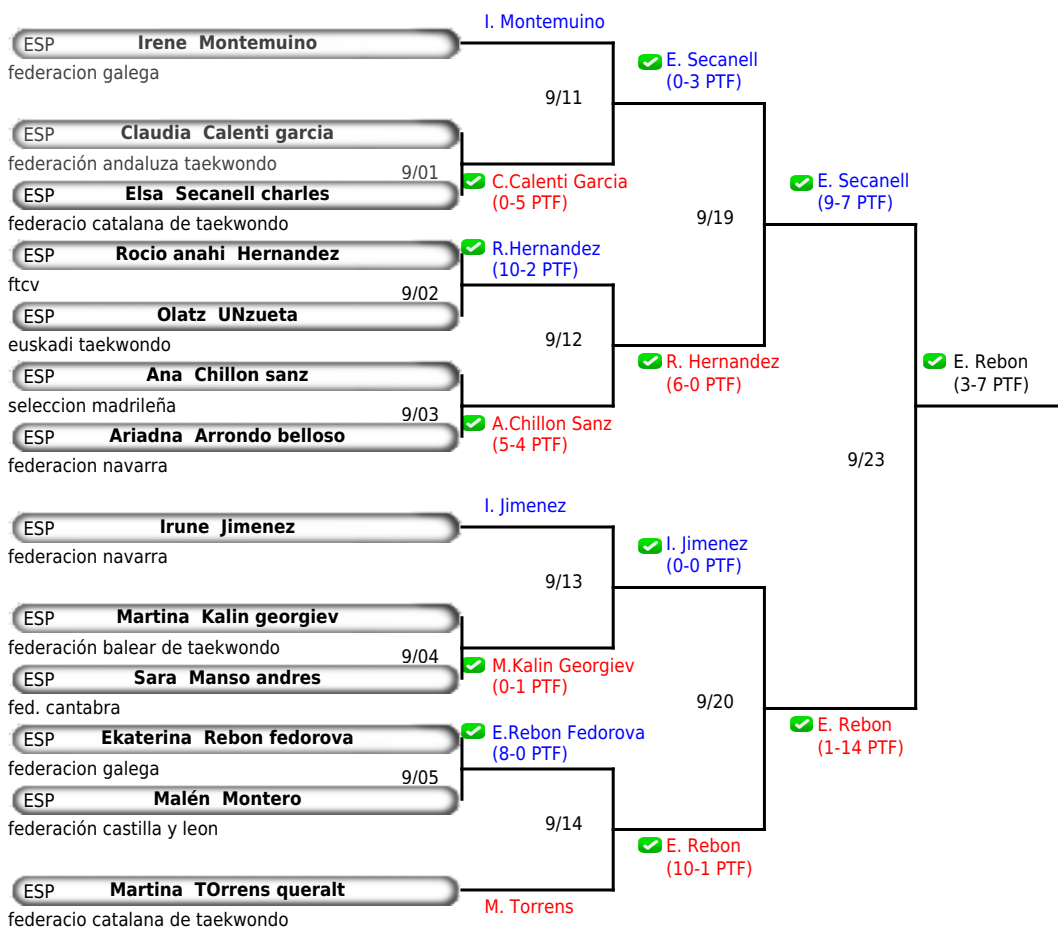 I. Montemuino
ESP Irene Montemuino
federacion galega
E. Secanell
(0-3 PTF)
9/11
ESP Claudia Calenti garcia
federación andaluza taekwondo
9/01
ESP Elsa Secanell charles
C.Calenti Garcia
(0-5 PTF)
federacio catalana de taekwondo
E. Secanell
(9-7 PTF)
9/19
ESP Rocio anahi Hernandez
R.Hernandez
(10-2 PTF)
ftcv
9/02
ESP Olatz UNzueta
euskadi taekwondo
9/12
R. Hernandez
(6-0 PTF)
ESP Ana Chillon sanz
seleccion madrileña
9/03
A.Chillon Sanz
(5-4 PTF)
ESP Ariadna Arrondo belloso
federacion navarra
E. Rebon
(3-7 PTF)
9/23
I. Jimenez
ESP Irune Jimenez
federacion navarra
I. Jimenez
(0-0 PTF)
9/13
ESP Martina Kalin georgiev
federación balear de taekwondo
9/04
ESP Sara Manso andres
M.Kalin Georgiev
(0-1 PTF)
fed. cantabra
9/20
E. Rebon
(1-14 PTF)
ESP Ekaterina Rebon fedorova
E.Rebon Fedorova
(8-0 PTF)
federacion galega
9/05
ESP Malén Montero
federación castilla y leon
9/14
E. Rebon
(10-1 PTF)
ESP Martina TOrrens queralt
M. Torrens
federacio catalana de taekwondo